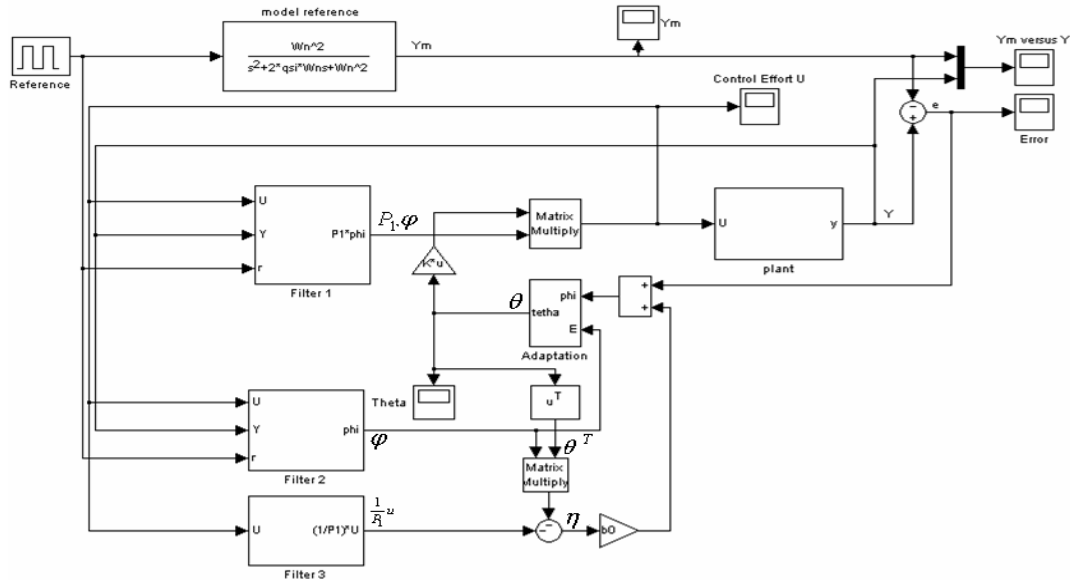 model reference
Wn^2
s^2+2*qsi*Wns+Wn^2
Ym
Ym
Ym versus Y
Reference
Control Effort U
e
Error
U
Y
r
P1*phi
Filter 1
P₁.φ
K*u
Matrix
Multiply
U
y
plant
Y
−
+
θ
phi
tetha
E
Adaptation
+
+
Theta
u^T
θ^T
U
Y
r
phi
Filter 2
φ
Matrix
Multiply
U
(1/P1)*U
Filter 3
1/P₁ u
−
−
η
b0